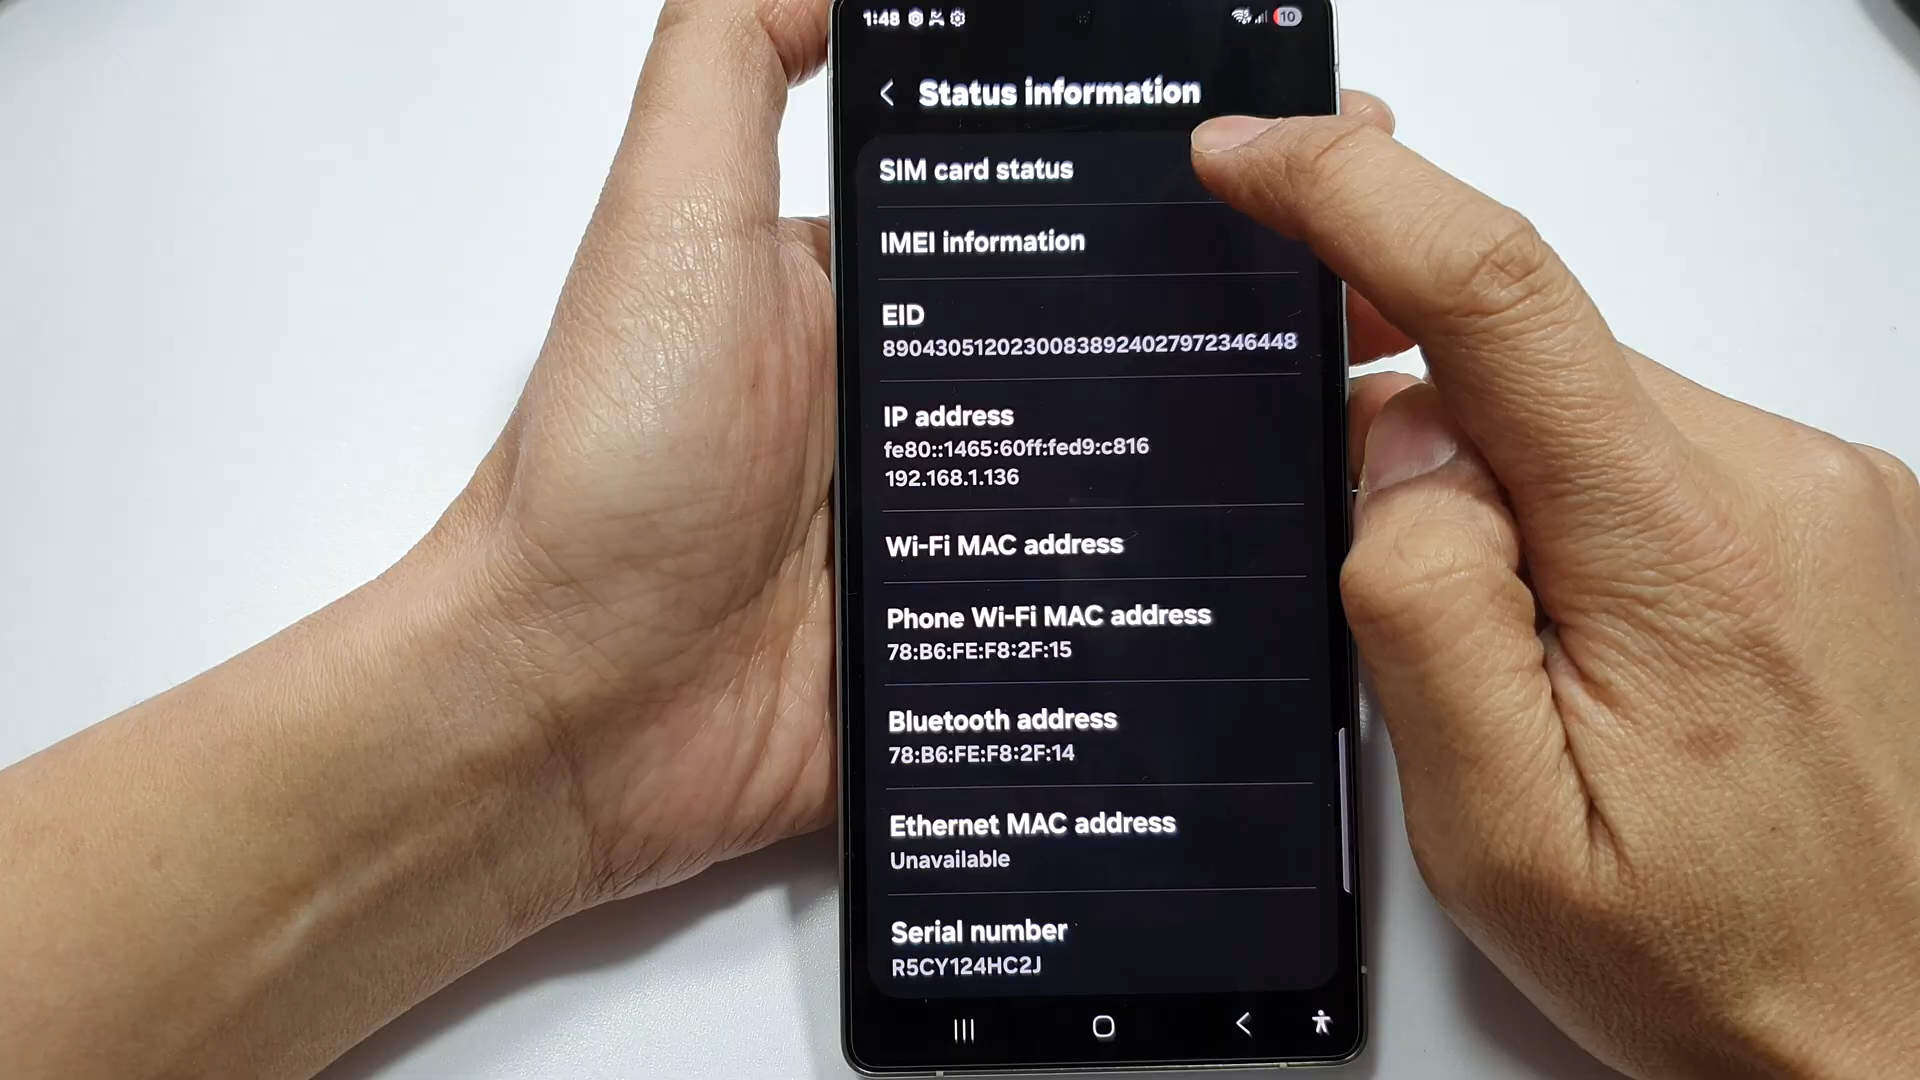 1:48
10
Status information
SIM card status
IMEI information
EID
89043051202300838924027972346448
IP address
fe80::1465:60ff:fed9:c816
192.168.1.136
Wi-Fi MAC address
Phone Wi-Fi MAC address
78:B6:FE:F8:2F:15
Bluetooth address
78:B6:FE:F8:2F:14
Ethernet MAC address
Unavailable
Serial number
R5CY124HC2J